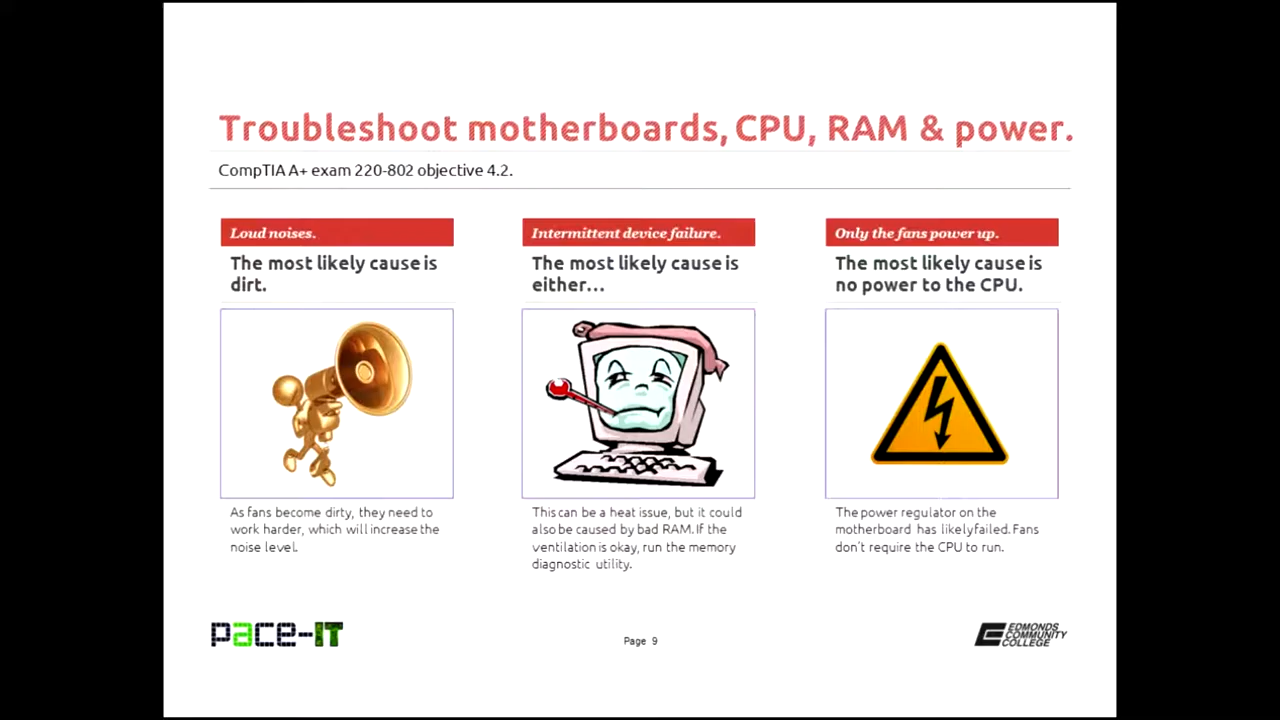 Troubleshoot motherboards, CPU, RAM & power.
CompTIA A+ exam 220-802 objective 4.2.
Loud noises.
The most likely cause is
dirt.
As fans become dirty, they need to
work harder, which will increase the
noise level.
Intermittent device failure.
The most likely cause is
either...
This can be a heat issue, but it could
also be caused by bad RAM. If the
ventilation is okay, run the memory
diagnostic utility.
Only the fans power up.
The most likely cause is
no power to the CPU.
The power regulator on the
motherboard has likely failed. Fans
don't require the CPU to run.
pace-IT
Page 9
EDMONDS
COMMUNITY
COLLEGE